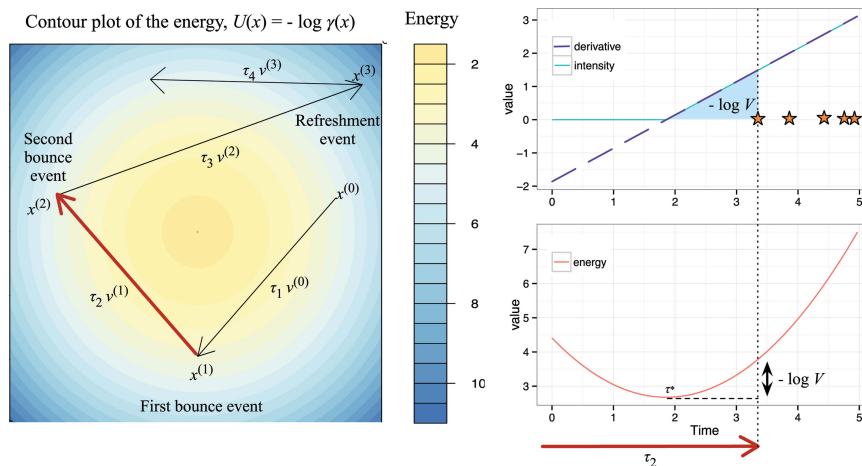 Contour plot of the energy, U(x) = - log γ(x)
x⁽³⁾
τ₄ v⁽³⁾
Refreshment
event
Second
bounce
event
τ₃ v⁽²⁾
x⁽⁰⁾
x⁽²⁾
τ₂ v⁽¹⁾
τ₁ v⁽⁰⁾
x⁽¹⁾
First bounce event
Energy
2
4
6
8
10
value
3
2
1
0
−1
−2
derivative
intensity
- log V
0 1 2 3 4 5
value
7
6
5
4
3
energy
τ*
- log V
0 1 2 3 4 5
Time
τ₂